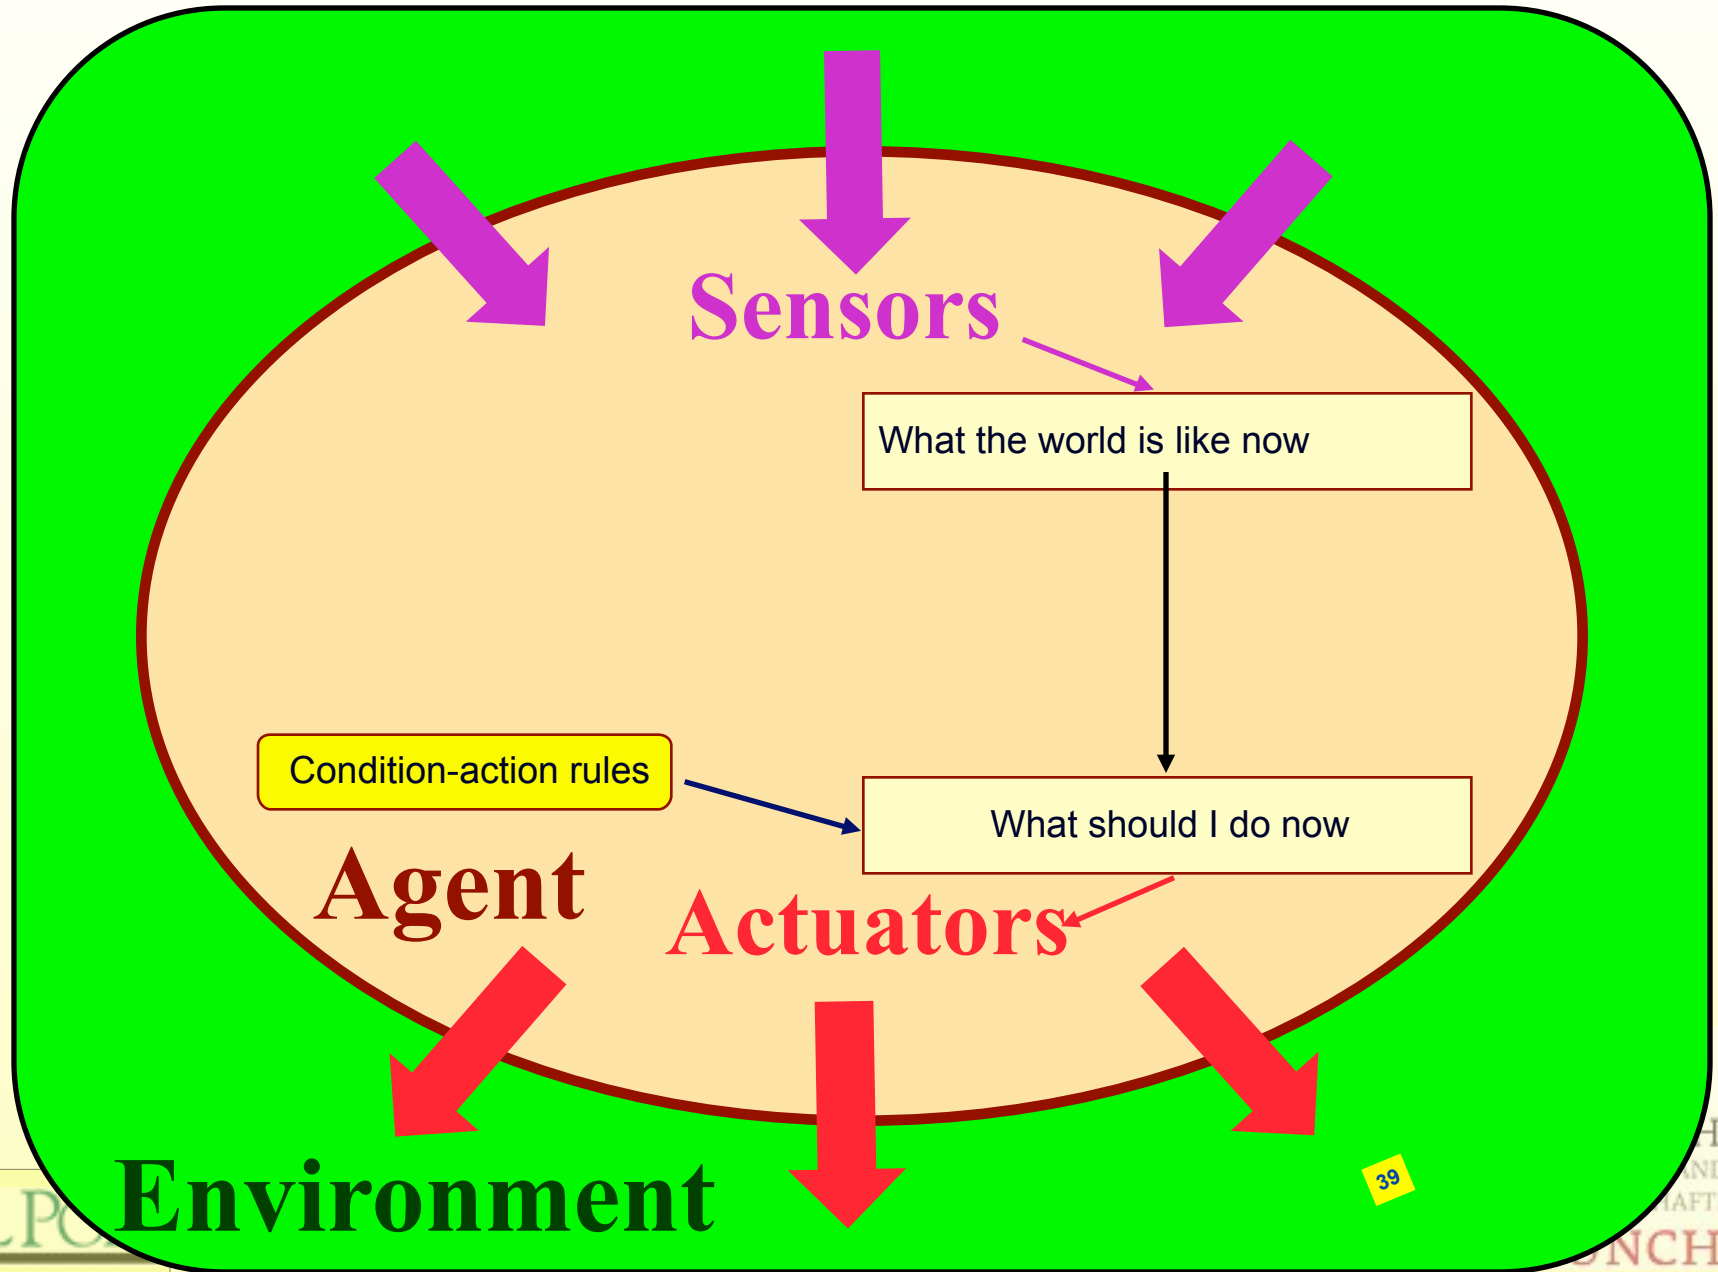 Sensors
What the world is like now
Condition-action rules
What should I do now
Agent
Actuators
Environment
39